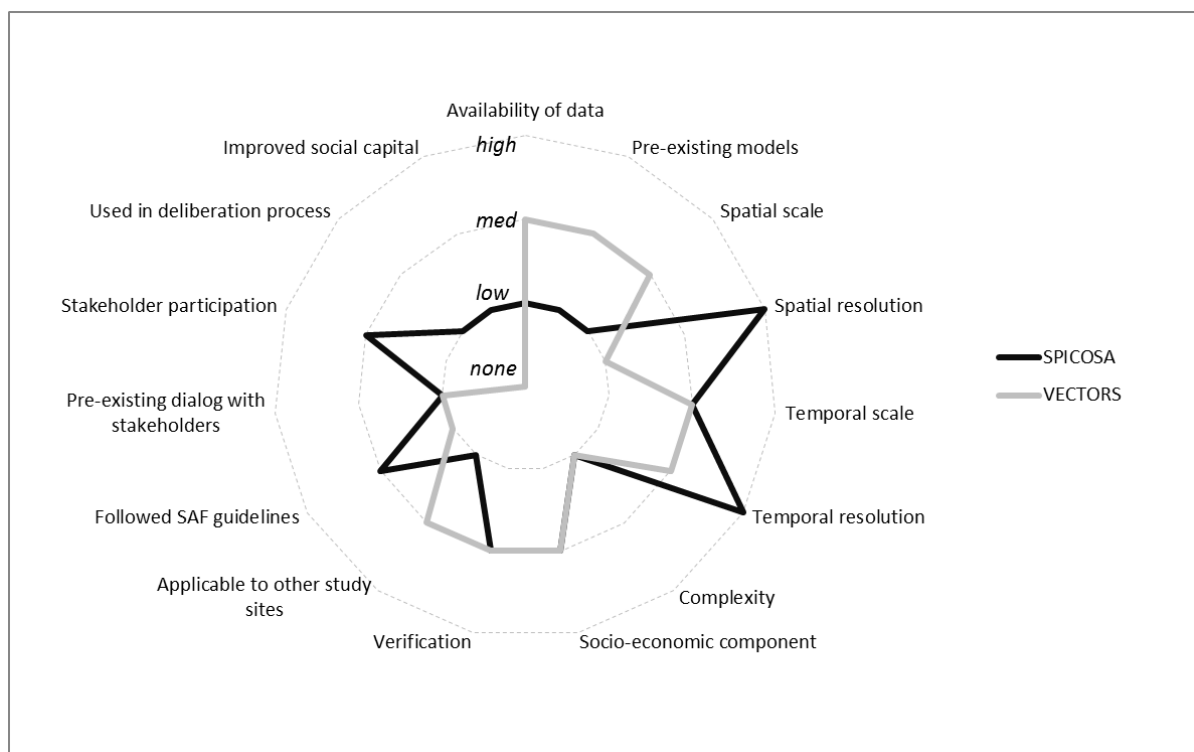 Availability of data
high
Improved social capital
Pre-existing models
Used in deliberation process
med
Spatial scale
Stakeholder participation
low
Spatial resolution
SPICOSA
none
VECTORS
Pre-existing dialog with
stakeholders
Temporal scale
Followed SAF guidelines
Temporal resolution
Applicable to other study
sites
Complexity
Verification
Socio-economic component